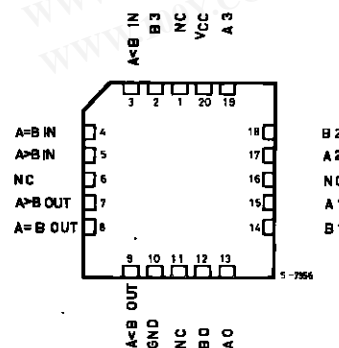 A<B IN
B3
NC
VCC
A3
3 2 1 20 19
A=B IN 4
A>B IN 5
NC 6
A>B OUT 7
A=B OUT 8
18 B2
17 A2
16 NC
15 A1
14 B1
9 10 11 12 13
S-7956
A<B OUT
GND
NC
B0
A0